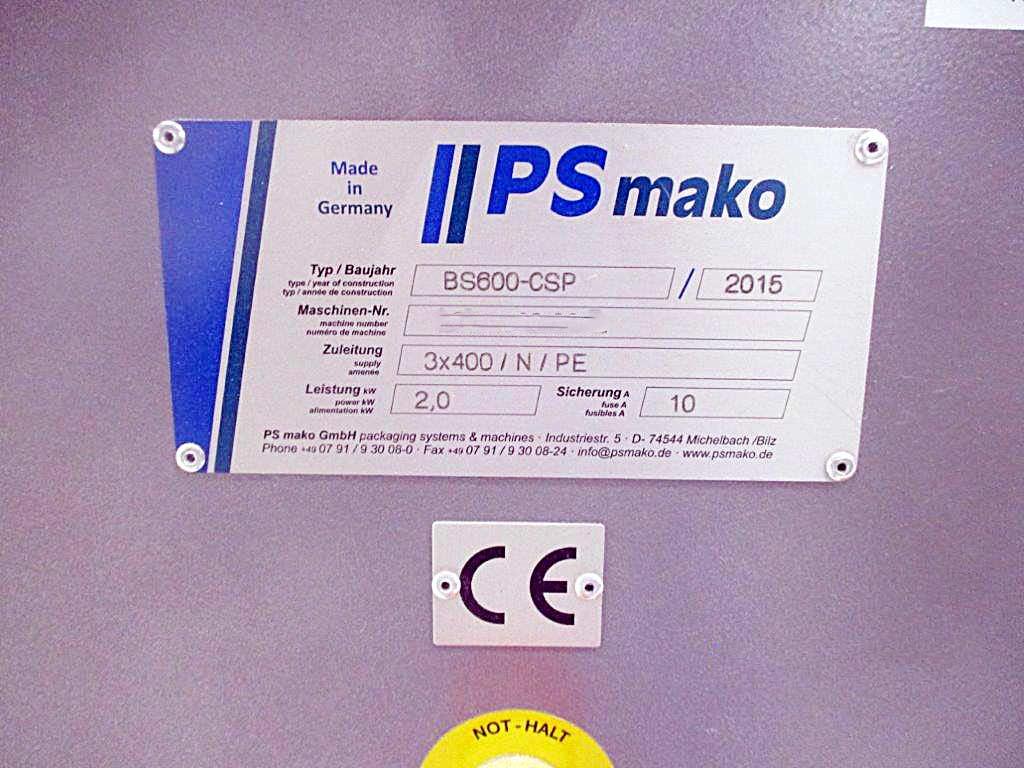 Made
in
Germany
PS mako
Typ / Baujahr
type / year of construction
typ / année de construction
BS600-CSP / 2015
Maschinen-Nr.
machine number
numéro de machine
Zuleitung
supply
amenée
3x400 / N / PE
Leistung kW
power kW
alimentation kW
2,0
Sicherung A
fuse A
fusibles A
10
PS mako GmbH packaging systems & machines · Industriestr. 5 · D- 74544 Michelbach /Bilz
Phone +49 07 91 / 9 30 08-0 · Fax +49 07 91 / 9 30 08-24 · info@psmako.de · www.psmako.de
CE
NOT-HALT